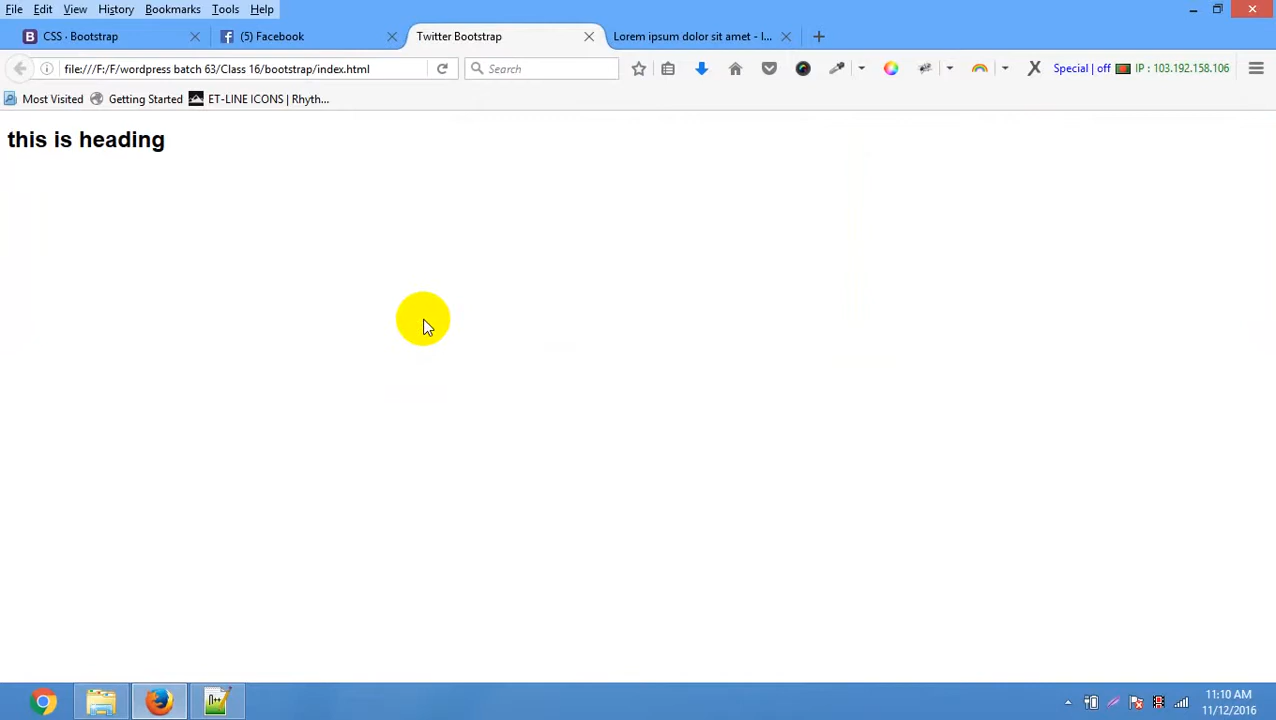 File Edit View History Bookmarks Tools Help
CSS · Bootstrap (5) Facebook Twitter Bootstrap Lorem ipsum dolor sit amet - l...
file:///F:/F/wordpress batch 63/Class 16/bootstrap/index.html Search Special | off IP : 103.192.158.106
Most Visited Getting Started ET-LINE ICONS | Rhyth...
this is heading
11:10 AM
11/12/2016